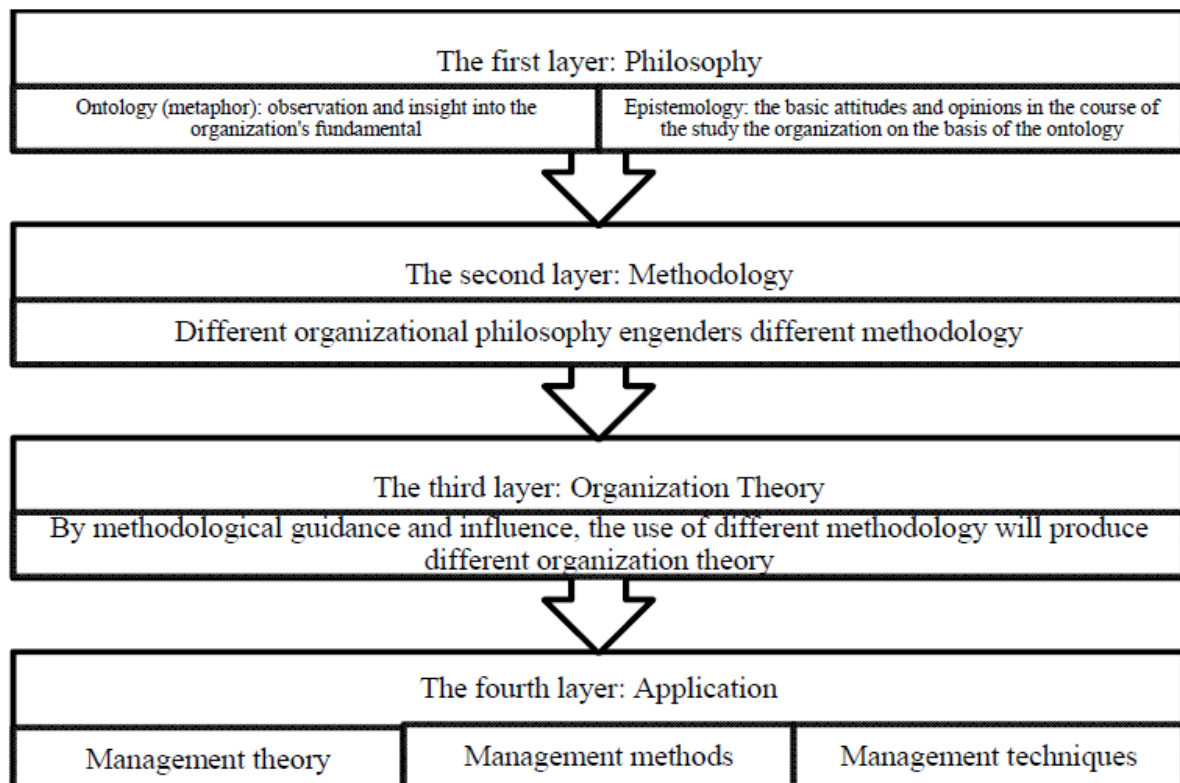 The first layer: Philosophy
Ontology (metaphor): observation and insight into the
organization's fundamental
Epistemology: the basic attitudes and opinions in the course of
the study the organization on the basis of the ontology
The second layer: Methodology
Different organizational philosophy engenders different methodology
The third layer: Organization Theory
By methodological guidance and influence, the use of different methodology will produce
different organization theory
The fourth layer: Application
Management theory
Management methods
Management techniques